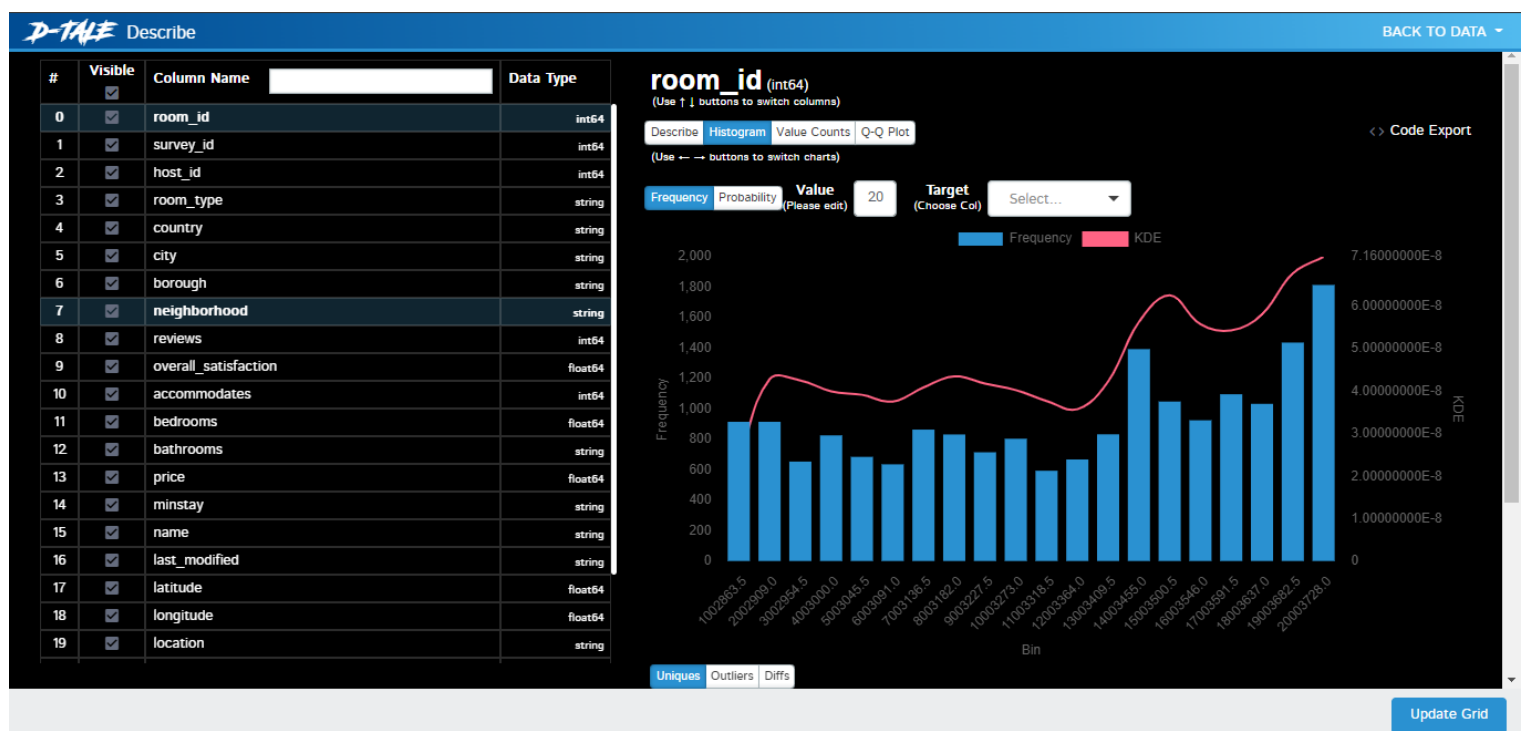 D-TALE Describe BACK TO DATA
# Visible Column Name Data Type
0 room_id int64
1 survey_id int64
2 host_id int64
3 room_type string
4 country string
5 city string
6 borough string
7 neighborhood string
8 reviews int64
9 overall_satisfaction float64
10 accommodates int64
11 bedrooms float64
12 bathrooms string
13 price float64
14 minstay string
15 name string
16 last_modified string
17 latitude float64
18 longitude float64
19 location string
room_id (int64)
(Use ↑ ↓ buttons to switch columns)
Describe Histogram Value Counts Q-Q Plot <> Code Export
(Use ← → buttons to switch charts)
Frequency Probability Value (Please edit) 20 Target (Choose Col) Select...
Frequency KDE
2,000 7.16000000E-8
1,800
6.00000000E-8
1,600
1,400 5.00000000E-8
1,200
4.00000000E-8
1,000
3.00000000E-8
800
600
2.00000000E-8
400
1.00000000E-8
200
0 0
Frequency
KDE
1002863.5 2002909.0 3002954.5 4003000.0 5003045.5 6003091.0 7003136.5 8003182.0 9003227.5 10003273.0 11003318.5 12003364.0 13003409.5 14003455.0 15003500.5 16003546.0 17003591.5 18003637.0 19003682.5 20003728.0
Bin
Uniques Outliers Diffs
Update Grid